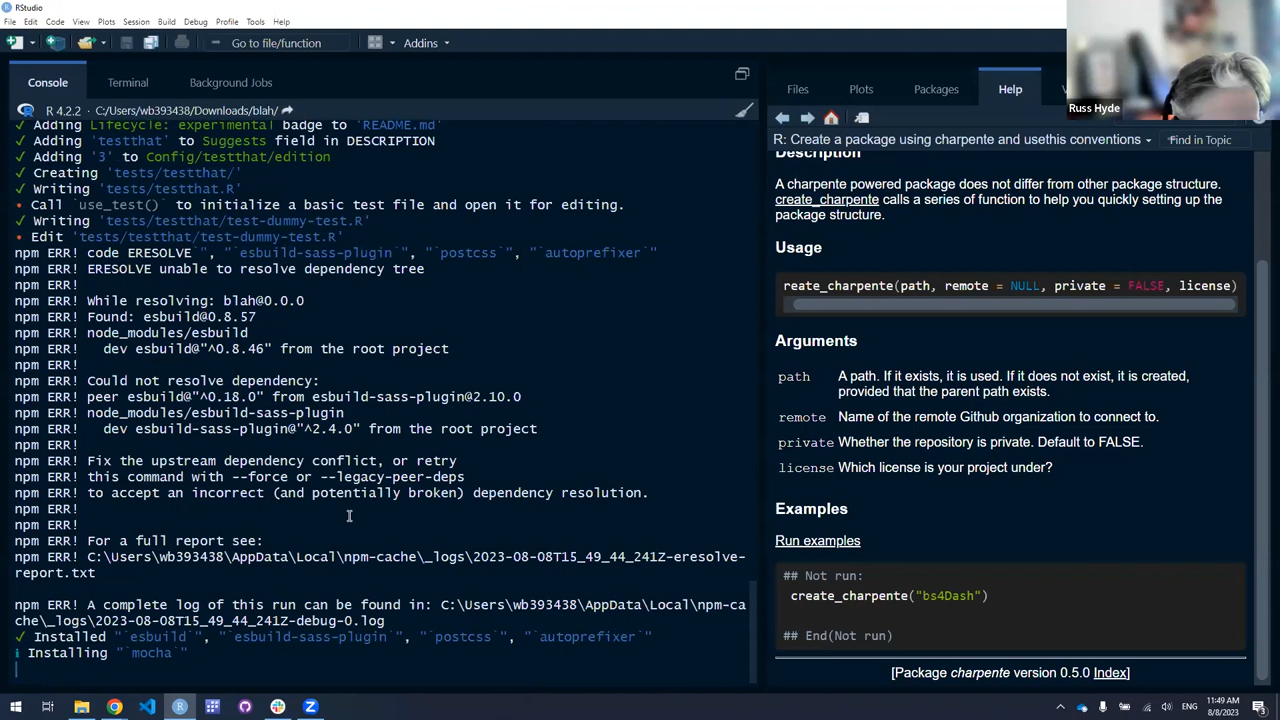 RStudio
File Edit Code View Plots Session Build Debug Profile Tools Help
Go to file/function Addins
Console Terminal Background Jobs
R 4.2.2 · C:/Users/wb393438/Downloads/blah/
✓ Adding Lifecycle: experimental badge to 'README.md'
✓ Adding 'testthat' to Suggests field in DESCRIPTION
✓ Adding '3' to Config/testthat/edition
✓ Creating 'tests/testthat/'
✓ Writing 'tests/testthat.R'
• Call `use_test()` to initialize a basic test file and open it for editing.
✓ Writing 'tests/testthat/test-dummy-test.R'
• Edit 'tests/testthat/test-dummy-test.R'
npm ERR! code ERESOLVE`", "`esbuild-sass-plugin`", "`postcss`", "`autoprefixer`"
npm ERR! ERESOLVE unable to resolve dependency tree
npm ERR!
npm ERR! While resolving: blah@0.0.0
npm ERR! Found: esbuild@0.8.57
npm ERR! node_modules/esbuild
npm ERR!   dev esbuild@"^0.8.46" from the root project
npm ERR!
npm ERR! Could not resolve dependency:
npm ERR! peer esbuild@"^0.18.0" from esbuild-sass-plugin@2.10.0
npm ERR! node_modules/esbuild-sass-plugin
npm ERR!   dev esbuild-sass-plugin@"^2.4.0" from the root project
npm ERR!
npm ERR! Fix the upstream dependency conflict, or retry
npm ERR! this command with --force or --legacy-peer-deps
npm ERR! to accept an incorrect (and potentially broken) dependency resolution.
npm ERR!
npm ERR!
npm ERR! For a full report see:
npm ERR! C:\Users\wb393438\AppData\Local\npm-cache\_logs\2023-08-08T15_49_44_241Z-eresolve-
report.txt
npm ERR! A complete log of this run can be found in: C:\Users\wb393438\AppData\Local\npm-ca
che\_logs\2023-08-08T15_49_44_241Z-debug-0.log
✓ Installed "`esbuild`", "`esbuild-sass-plugin`", "`postcss`", "`autoprefixer`"
i Installing "`mocha`"
Files Plots Packages Help
Russ Hyde
R: Create a package using charpente and usethis conventions Find in Topic
Description
A charpente powered package does not differ from other package structure.
create_charpente calls a series of function to help you quickly setting up the
package structure.
Usage
reate_charpente(path, remote = NULL, private = FALSE, license)
Arguments
path A path. If it exists, it is used. If it does not exist, it is created,
provided that the parent path exists.
remote Name of the remote Github organization to connect to.
private Whether the repository is private. Default to FALSE.
license Which license is your project under?
Examples
Run examples
## Not run:
create_charpente("bs4Dash")
## End(Not run)
[Package charpente version 0.5.0 Index]
ENG
11:49 AM
8/8/2023
3